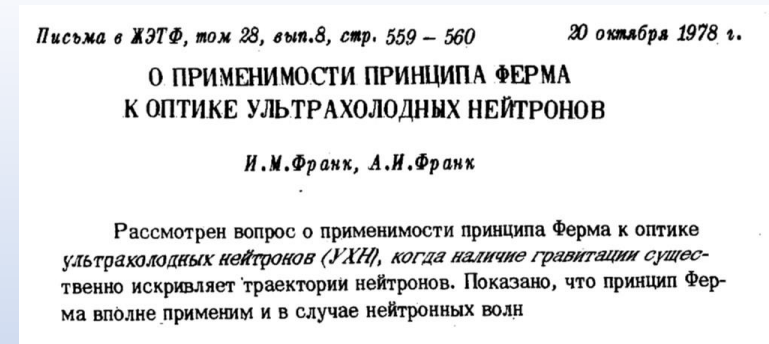 Письма в ЖЭТФ, том 28, вып.8, стр. 559 – 560
20 октября 1978 г.
О ПРИМЕНИМОСТИ ПРИНЦИПА ФЕРМА
К ОПТИКЕ УЛЬТРАХОЛОДНЫХ НЕЙТРОНОВ
И.М.Франк, А.И.Франк
Рассмотрен вопрос о применимости принципа Ферма к оптике
ультрахолодных нейтронов (УХН), когда наличие гравитации сущес-
твенно искривляет траектории нейтронов. Показано, что принцип Фер-
ма вполне применим и в случае нейтронных волн